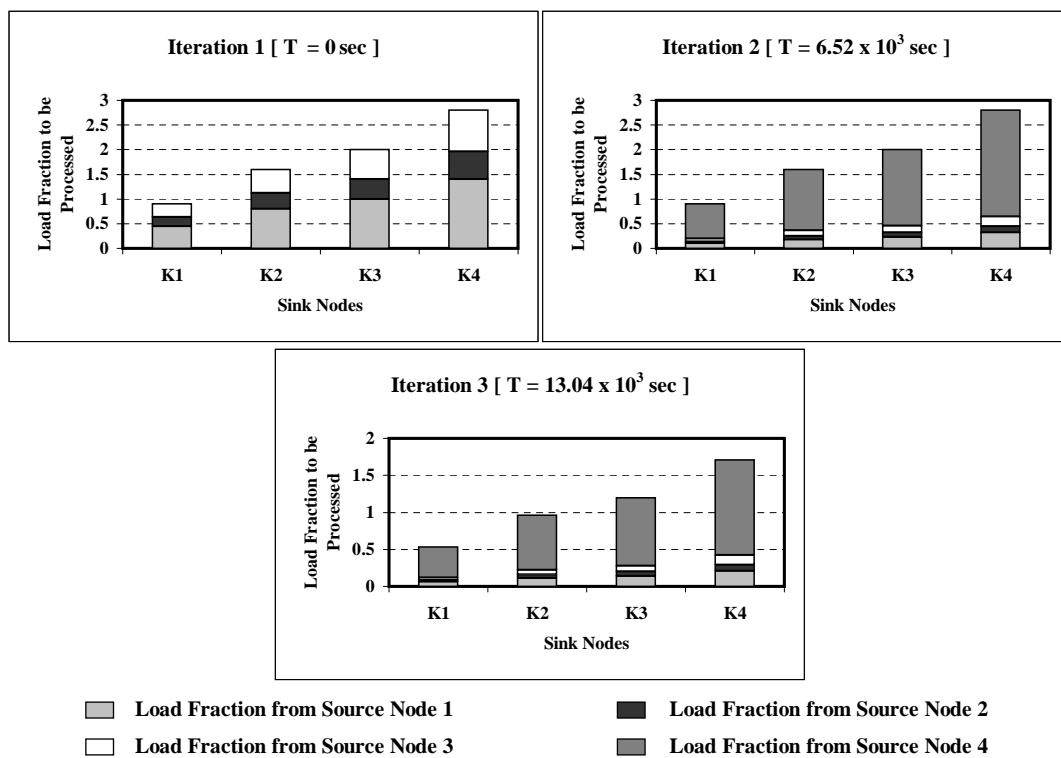 Iteration 1 [ T = 0 sec ]
Load Fraction to be
Processed
3
2.5
2
1.5
1
0.5
0
K1 K2 K3 K4
Sink Nodes
Iteration 2 [ T = 6.52 x 10³ sec ]
Load Fraction to be
Processed
3
2.5
2
1.5
1
0.5
0
K1 K2 K3 K4
Sink Nodes
Iteration 3 [ T = 13.04 x 10³ sec ]
Load Fraction to be
Processed
2
1.5
1
0.5
0
K1 K2 K3 K4
Sink Nodes
Load Fraction from Source Node 1
Load Fraction from Source Node 2
Load Fraction from Source Node 3
Load Fraction from Source Node 4